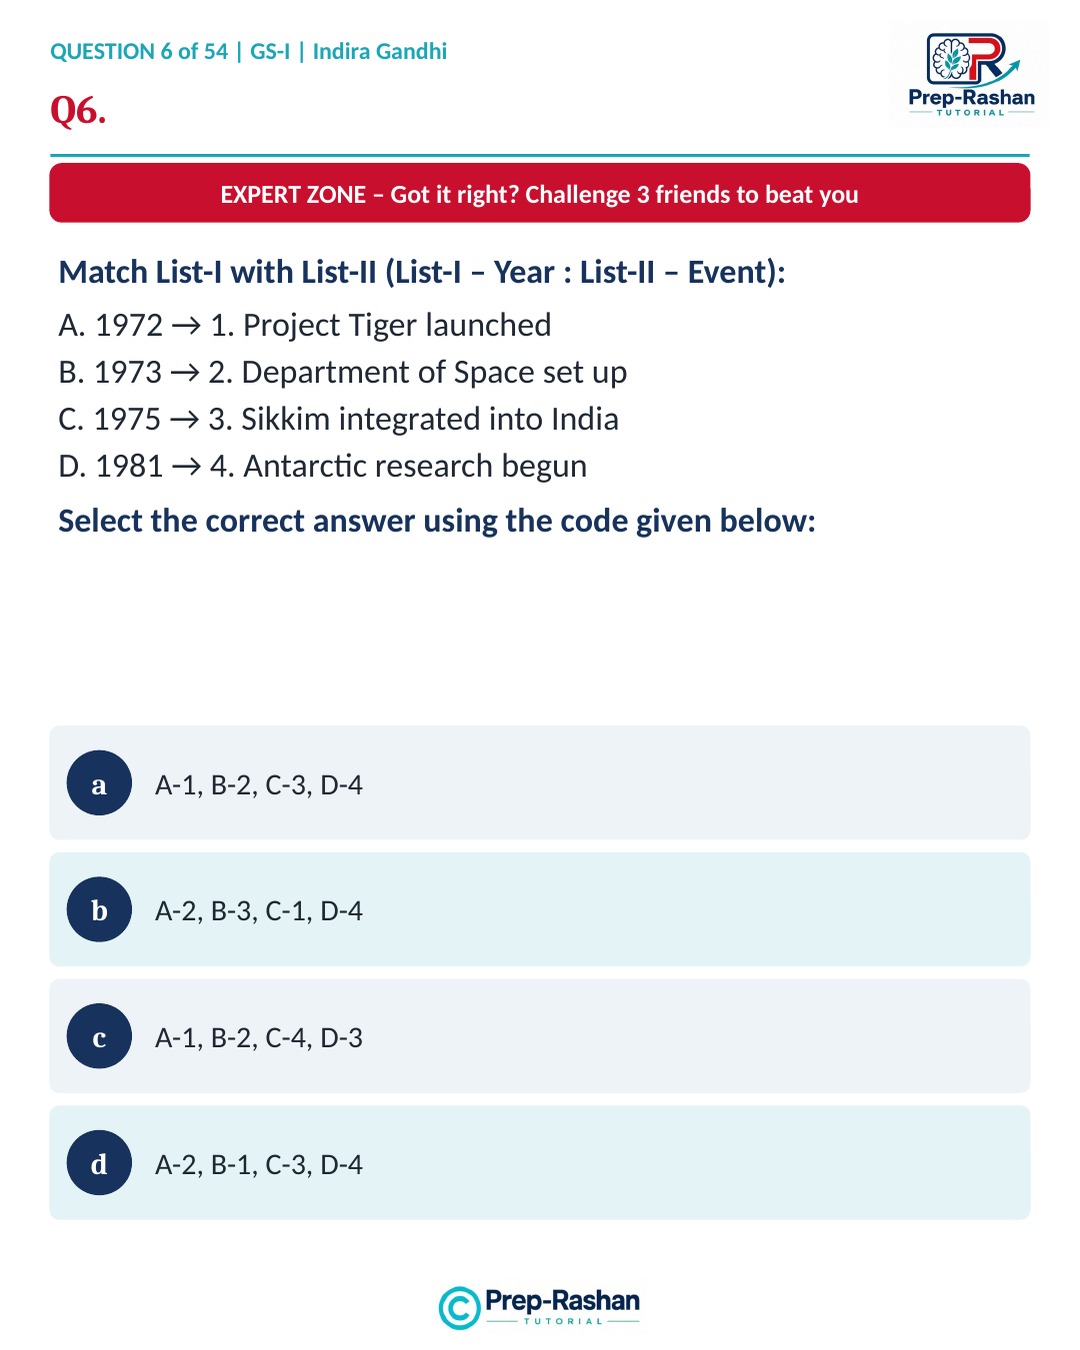 QUESTION 6 of 54 | GS-I | Indira Gandhi
Prep-Rashan
TUTORIAL
Q6.
EXPERT ZONE – Got it right? Challenge 3 friends to beat you
Match List-I with List-II (List-I – Year : List-II – Event):
A. 1972 → 1. Project Tiger launched
B. 1973 → 2. Department of Space set up
C. 1975 → 3. Sikkim integrated into India
D. 1981 → 4. Antarctic research begun
Select the correct answer using the code given below:
a A-1, B-2, C-3, D-4
b A-2, B-3, C-1, D-4
c A-1, B-2, C-4, D-3
d A-2, B-1, C-3, D-4
© Prep-Rashan
TUTORIAL